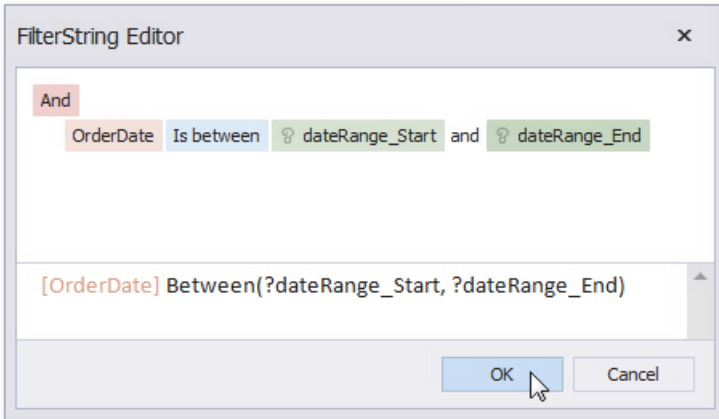 FilterString Editor
And
OrderDate Is between ? dateRange_Start and ? dateRange_End
[OrderDate] Between(?dateRange_Start, ?dateRange_End)
OK Cancel